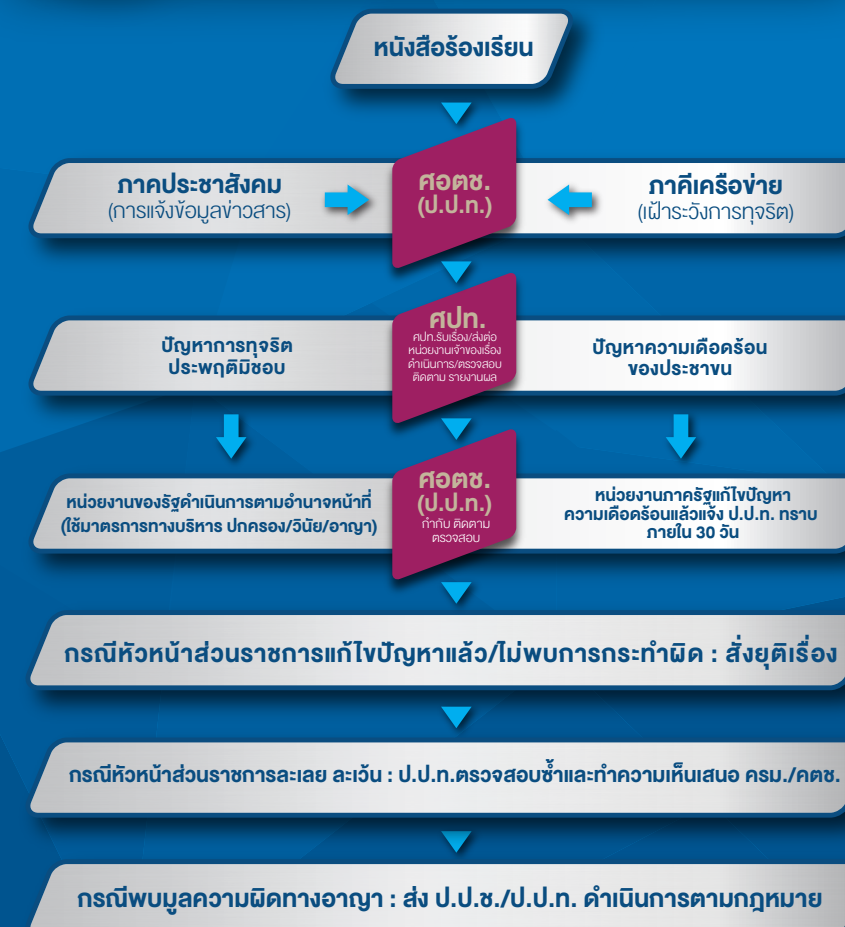 หนังสือร้องเรียน
ภาคประชาสังคม
(การแจ้งข้อมูลข่าวสาร)
ศอตช.
(ป.ป.ท.)
ภาคีเครือข่าย
(เฝ้าระวังการทุจริต)
ปัญหาการทุจริต
ประพฤติมิชอบ
ศปท.
ศปท.รับเรื่อง/ส่งต่อ
หน่วยงานเจ้าของเรื่อง
ดำเนินการ/ตรวจสอบ
ติดตาม รายงานผล
ปัญหาความเดือดร้อน
ของประชาขน
หน่วยงานของรัฐดำเนินการตามอำนาจหน้าที่
(ใช้มาตรการทางบริหาร ปกครอง/วินัย/อาญา)
ศอตช.
(ป.ป.ท.)
กำกับ ติดตาม
ตรวจสอบ
หน่วยงานภาครัฐแก้ไขปัญหา
ความเดือดร้อนแล้วแจ้ง ป.ป.ท. ทราบ
ภายใน 30 วัน
กรณีหัวหน้าส่วนราชการแก้ไขปัญหาแล้ว/ไม่พบการกระทำผิด : สั่งยุติเรื่อง
กรณีหัวหน้าส่วนราชการละเลย ละเว้น : ป.ป.ท.ตรวจสอบซ้ำและทำความเห็นเสนอ ครม./คตช.
กรณีพบมูลความผิดทางอาญา : ส่ง ป.ป.ช./ป.ป.ท. ดำเนินการตามกฎหมาย